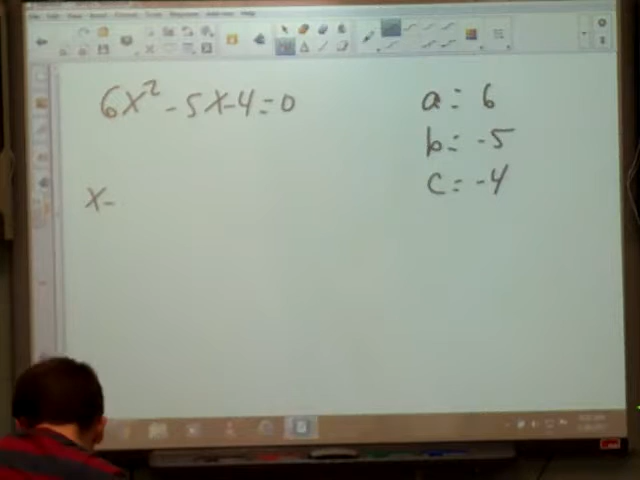 6x² - 5x - 4 = 0
a = 6
b = -5
c = -4
x -